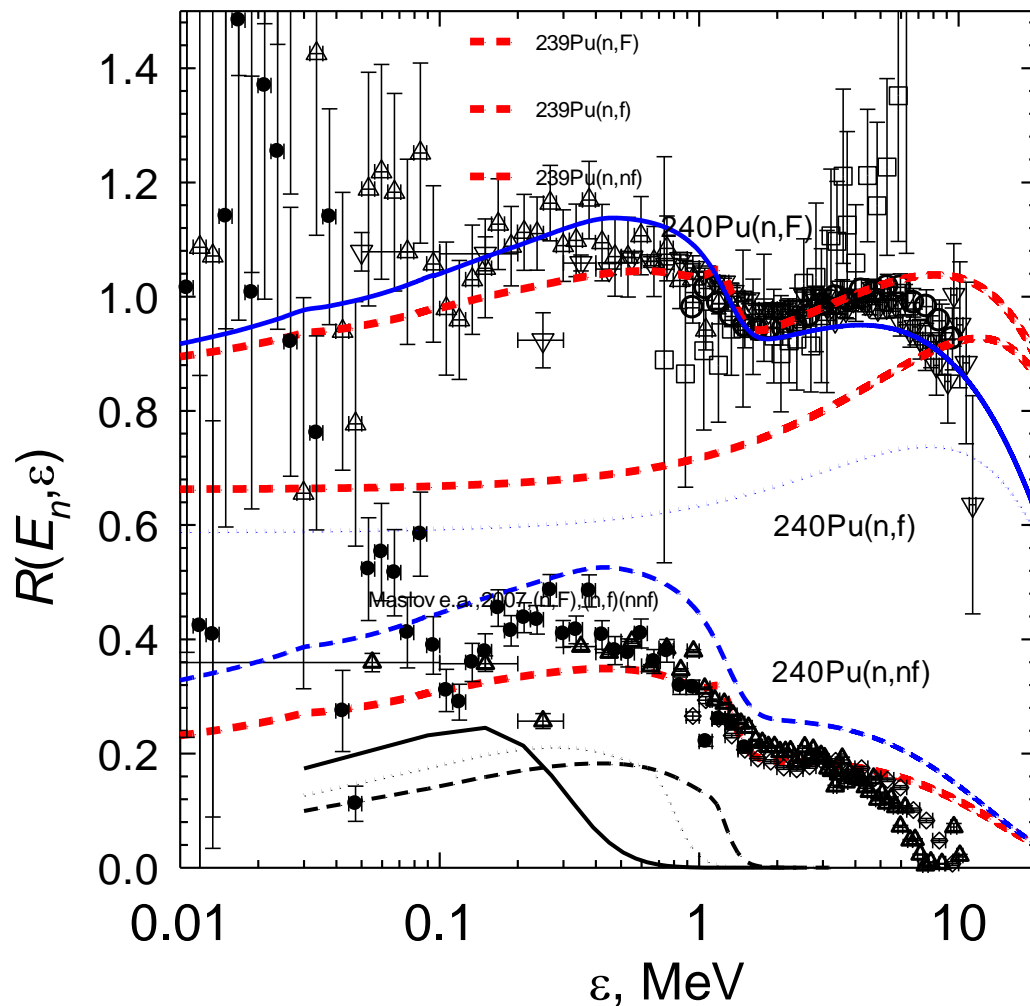 239Pu(n,F)
239Pu(n,f)
239Pu(n,nf)
240Pu(n,F)
240Pu(n,f)
Maslov e.a.,2007 (n,F), (n,f)(nnf)
240Pu(n,nf)
R(Eₙ,ε)
1.4
1.2
1.0
0.8
0.6
0.4
0.2
0.0
0.01
0.1
1
10
ε, MeV